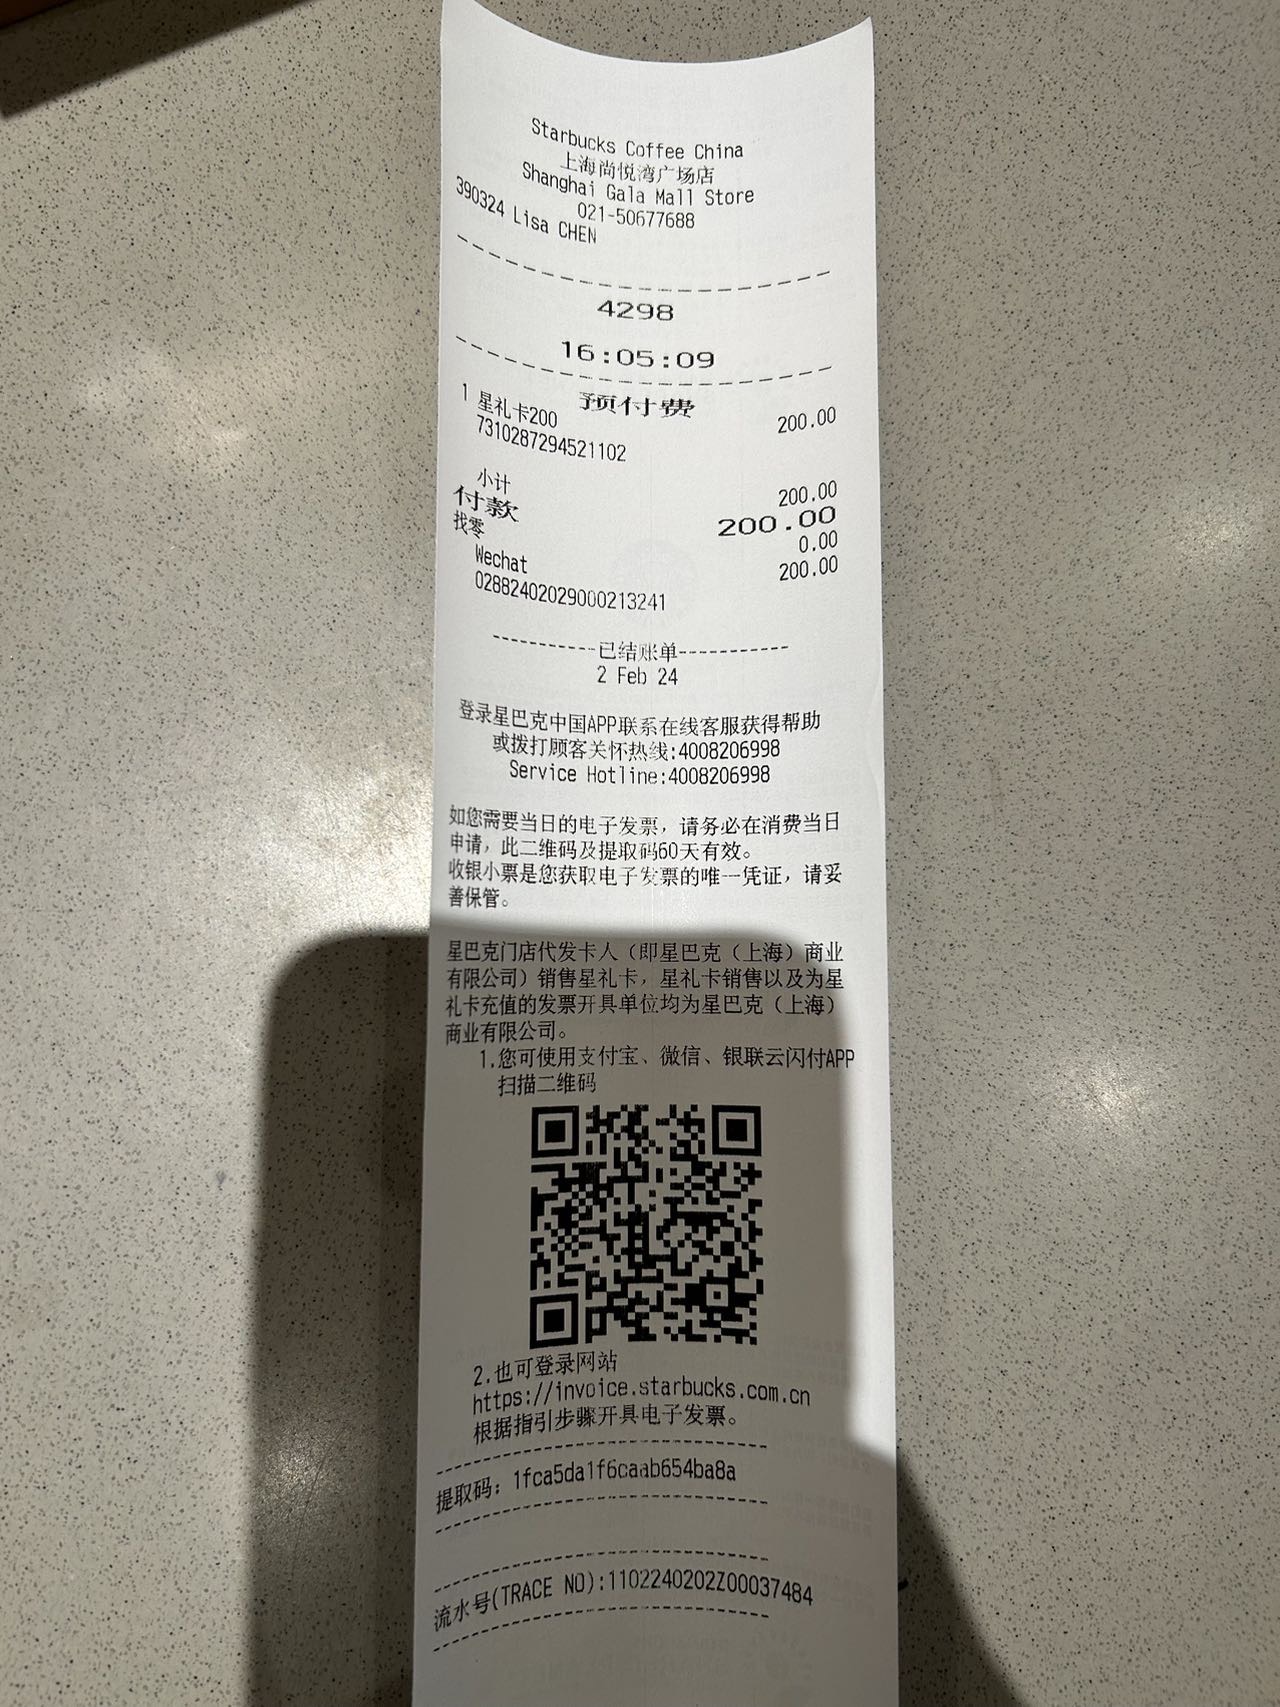 Starbucks Coffee China
上海尚悦湾广场店
Shanghai Gala Mall Store
021-50677688
390324 Lisa CHEN
4298
16:05:09
预付费
1 星礼卡200 200.00
7310287294521102
小计 200.00
付款 200.00
找零 0.00
Wechat 200.00
02882402029000213241
-----------已结账单-----------
2 Feb 24
登录星巴克中国APP联系在线客服获得帮助
或拨打顾客关怀热线:4008206998
Service Hotline:4008206998
如您需要当日的电子发票，请务必在消费当日
申请，此二维码及提取码60天有效。
收银小票是您获取电子发票的唯一凭证，请妥
善保管。
星巴克门店代发卡人（即星巴克（上海）商业
有限公司）销售星礼卡，星礼卡销售以及为星
礼卡充值的发票开具单位均为星巴克（上海）
商业有限公司。
1.您可使用支付宝、微信、银联云闪付APP
扫描二维码
2.也可登录网站
https://invoice.starbucks.com.cn
根据指引步骤开具电子发票。
提取码：1fca5da1f6caab654ba8a
流水号(TRACE NO):1102240202Z00037484